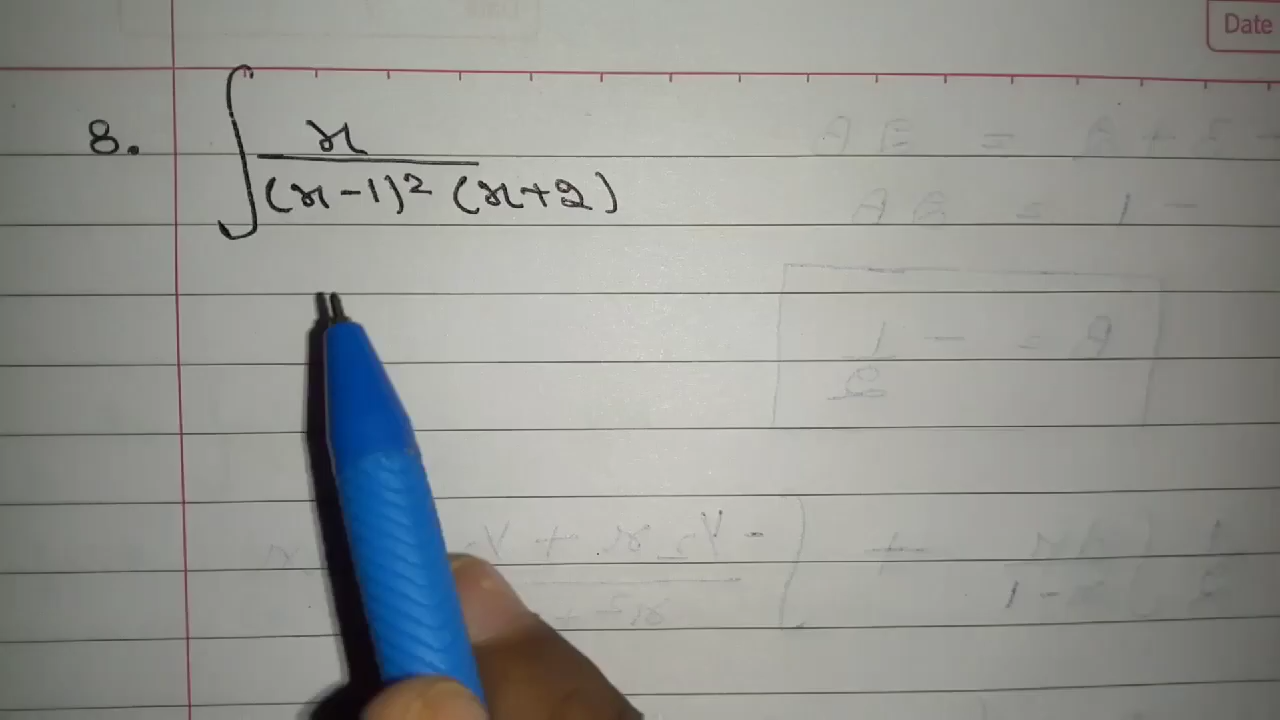 Date
8. ∫ x
(x-1)² (x+2)